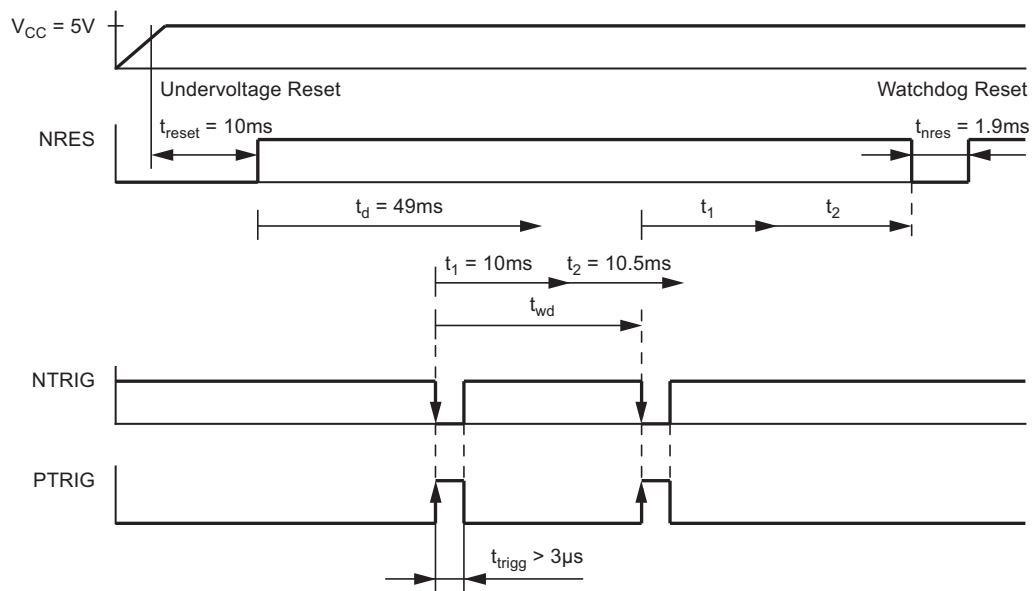 VCC = 5V
Undervoltage Reset
Watchdog Reset
NRES
treset = 10ms
tnres = 1.9ms
td = 49ms
t1
t2
t1 = 10ms
t2 = 10.5ms
twd
NTRIG
PTRIG
ttrigg > 3µs